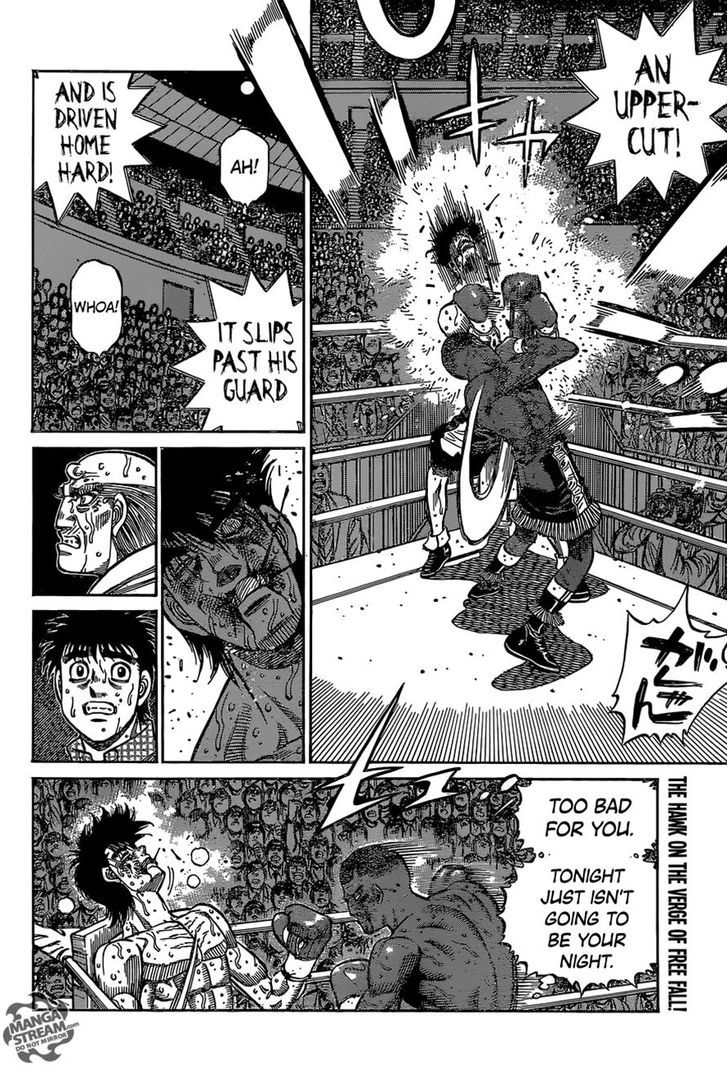 AN
UPPER-
CUT!
AH!
IT SLIPS
PAST HIS
GUARD
AND IS
DRIVEN
HOME
HARD!
WHOA!
TOO BAD
FOR YOU.
TONIGHT
JUST ISN'T
GOING TO
BE YOUR
NIGHT.
THE HAWK ON THE VERGE OF FREE FALL!
MANGA
STREAM.com
DO NOT MIRROR!